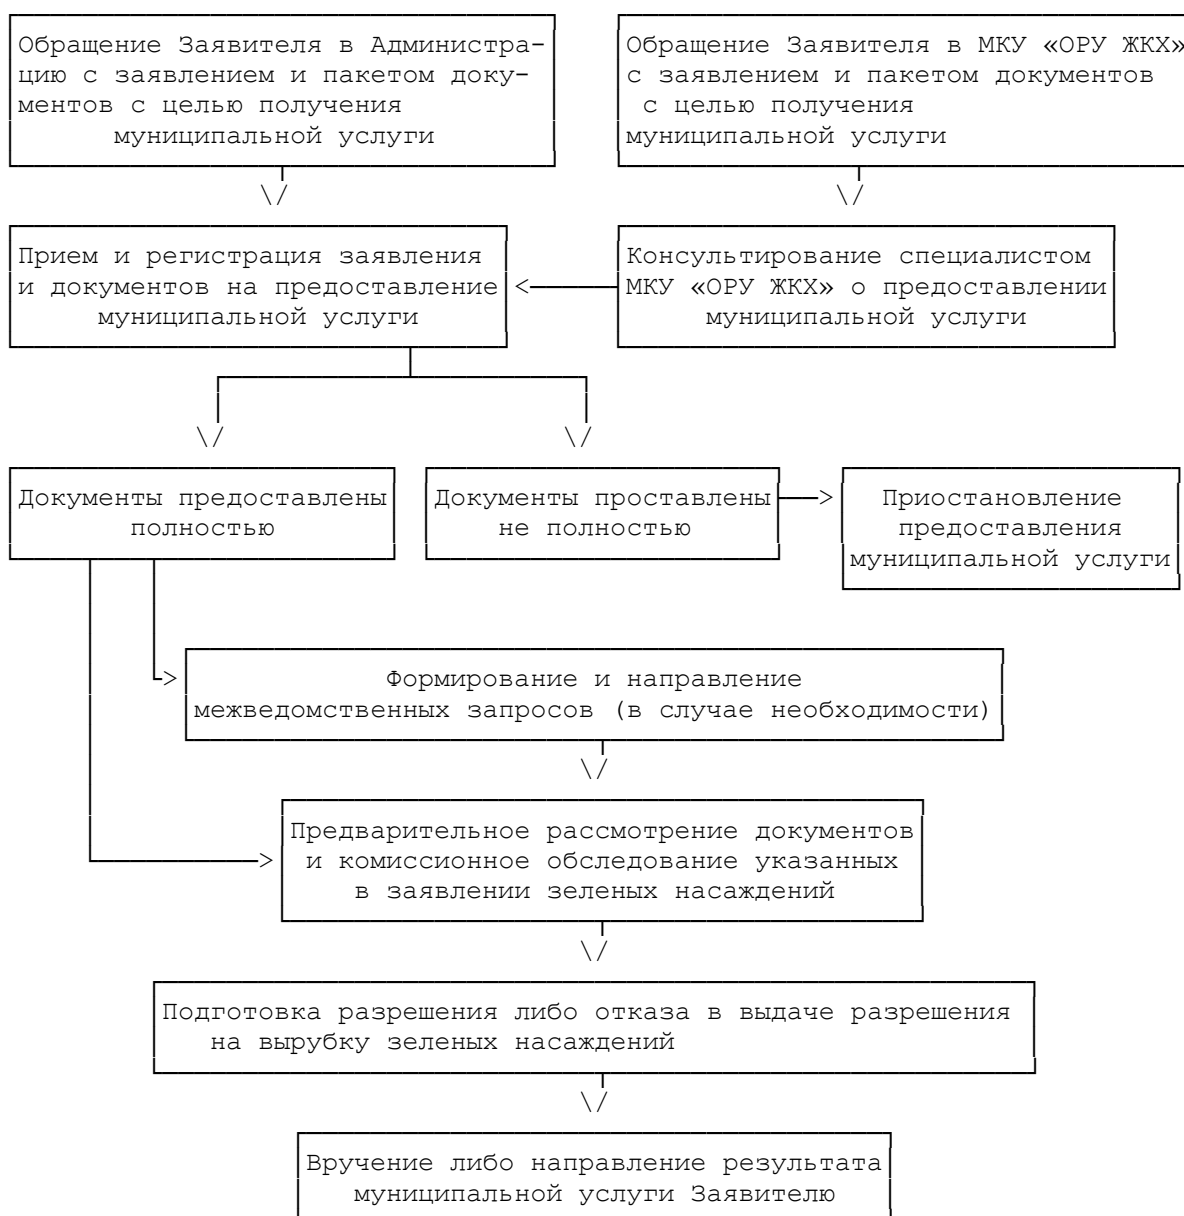 Обращение Заявителя в Администра-
цию с заявлением и пакетом доку-
ментов с целью получения
муниципальной услуги
Обращение Заявителя в МКУ «ОРУ ЖКХ»
с заявлением и пакетом документов
с целью получения
муниципальной услуги
Прием и регистрация заявления
и документов на предоставление
муниципальной услуги
Консультирование специалистом
МКУ «ОРУ ЖКХ» о предоставлении
муниципальной услуги
Документы предоставлены
полностью
Документы проставлены
не полностью
Приостановление
предоставления
муниципальной услуги
Формирование и направление
межведомственных запросов (в случае необходимости)
Предварительное рассмотрение документов
и комиссионное обследование указанных
в заявлении зеленых насаждений
Подготовка разрешения либо отказа в выдаче разрешения
на вырубку зеленых насаждений
Вручение либо направление результата
муниципальной услуги Заявителю